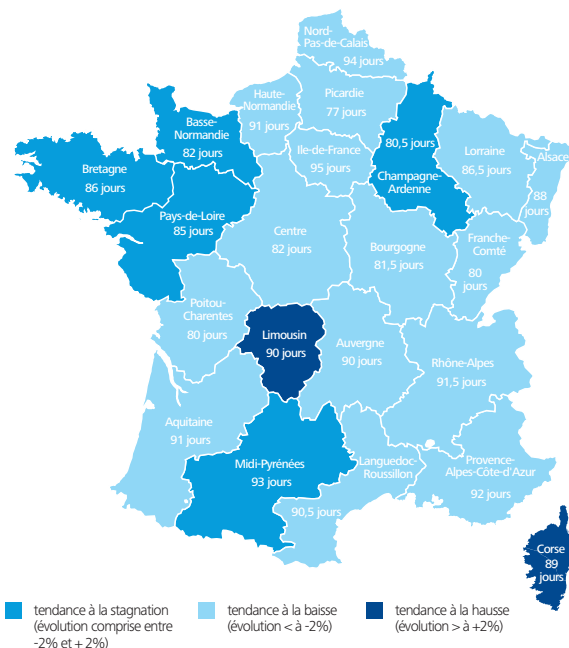 Nord-
Pas-de-Calais
94 jours
Haute-
Normandie
91 jours
Picardie
77 jours
Basse-
Normandie
82 jours
Ile-de-France
95 jours
80,5 jours
Champagne-
Ardenne
Lorraine
86,5 jours
Alsace
88
jours
Bretagne
86 jours
Pays-de-Loire
85 jours
Centre
82 jours
Bourgogne
81,5 jours
Franche-
Comté
80
jours
Poitou-
Charentes
80 jours
Limousin
90 jours
Auvergne
90 jours
Rhône-Alpes
91,5 jours
Aquitaine
91 jours
Midi-Pyrénées
93 jours
Languedoc-
Roussillon
90,5 jours
Provence-
Alpes-Côte-d'Azur
92 jours
Corse
89
jours
tendance à la stagnation
(évolution comprise entre
-2% et + 2%)
tendance à la baisse
(évolution < à -2%)
tendance à la hausse
(évolution > à +2%)